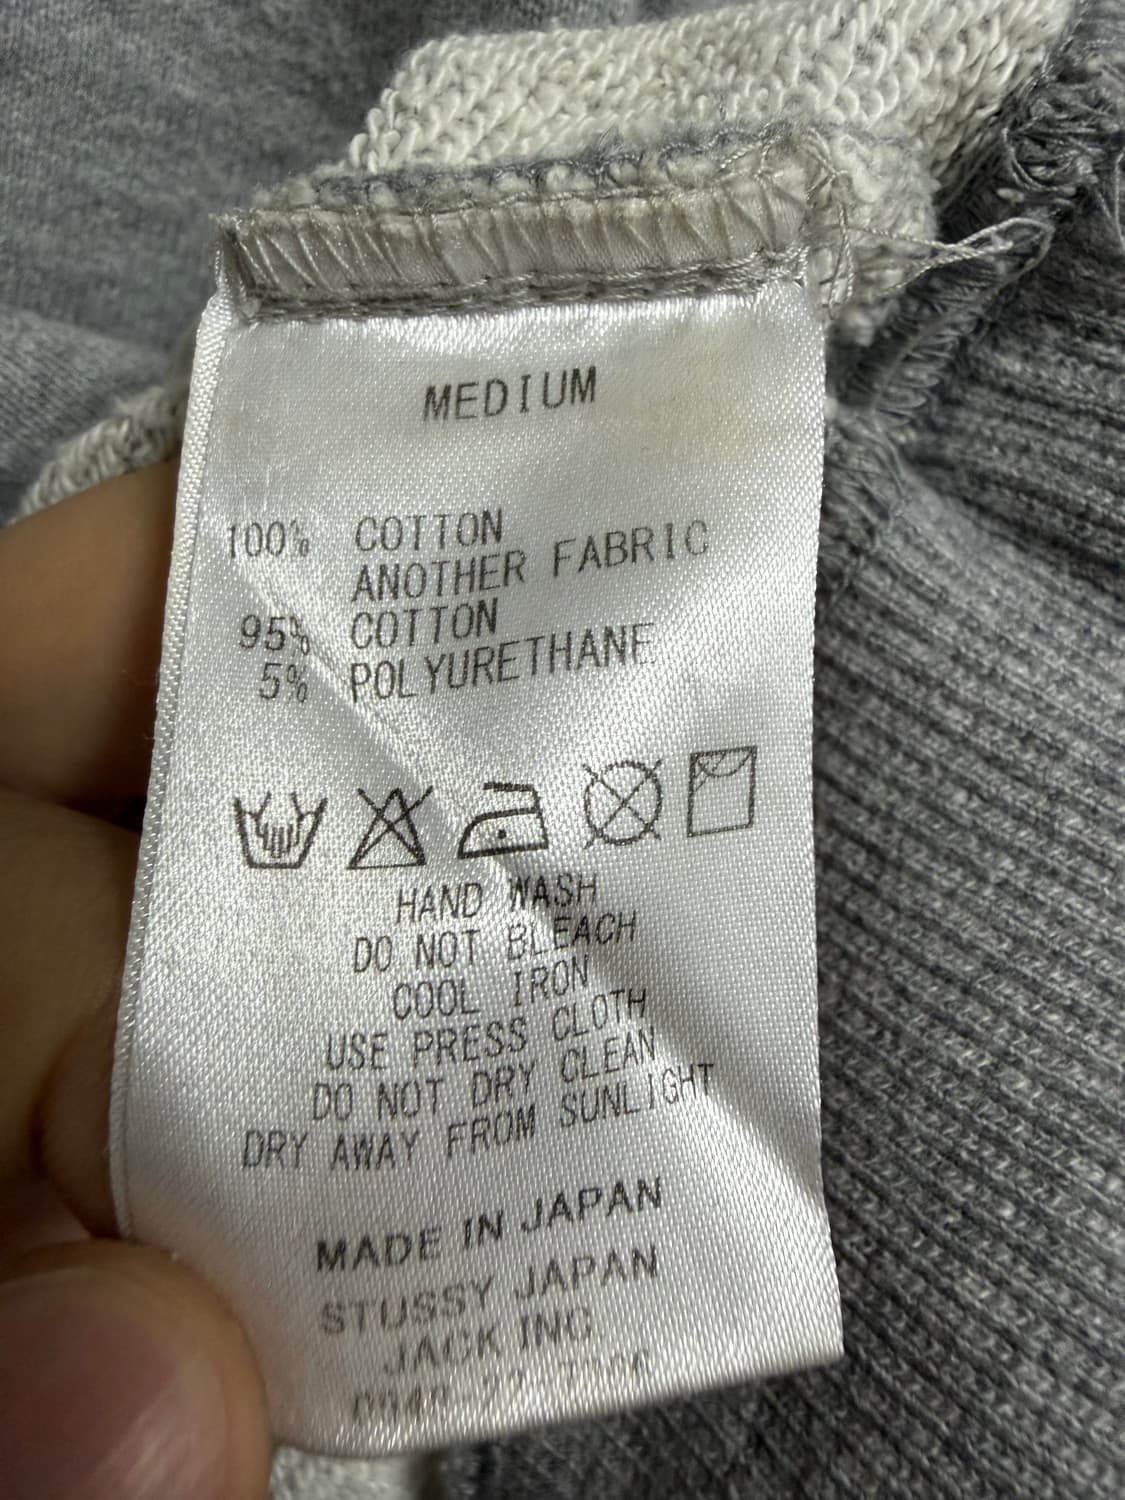 MEDIUM
100% COTTON
ANOTHER FABRIC
95% COTTON
5% POLYURETHANE
HAND WASH
DO NOT BLEACH
COOL IRON
USE PRESS CLOTH
DO NOT DRY CLEAN
DRY AWAY FROM SUNLIGHT
MADE IN JAPAN
STUSSY JAPAN
JACK INC.